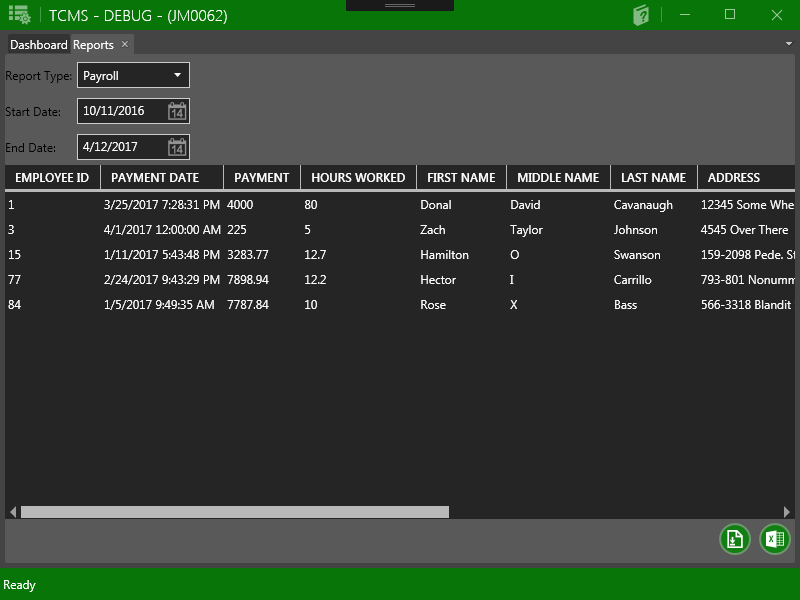 TCMS - DEBUG - (JM0062)
Dashboard Reports
Report Type: Payroll
Start Date: 10/11/2016 14
End Date: 4/12/2017 14
EMPLOYEE ID PAYMENT DATE PAYMENT HOURS WORKED FIRST NAME MIDDLE NAME LAST NAME ADDRESS
1 3/25/2017 7:28:31 PM 4000 80 Donal David Cavanaugh 12345 Some Whe
3 4/1/2017 12:00:00 AM 225 5 Zach Taylor Johnson 4545 Over There
15 1/11/2017 5:43:48 PM 3283.77 12.7 Hamilton O Swanson 159-2098 Pede. St
77 2/24/2017 9:43:29 PM 7898.94 12.2 Hector I Carrillo 793-801 Nonumm
84 1/5/2017 9:49:35 AM 7787.84 10 Rose X Bass 566-3318 Blandit
Ready